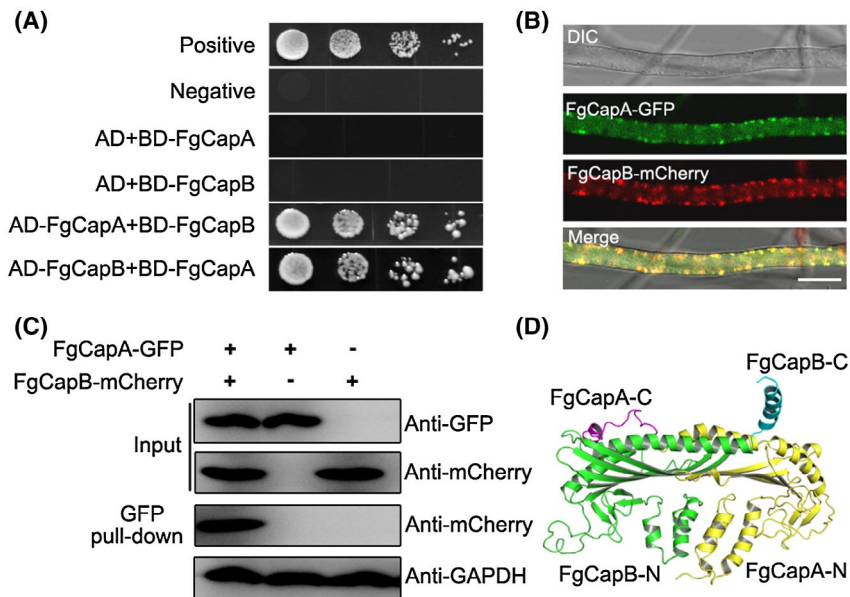 (A)
Positive
Negative
AD+BD-FgCapA
AD+BD-FgCapB
AD-FgCapA+BD-FgCapB
AD-FgCapB+BD-FgCapA
(B)
DIC
FgCapA-GFP
FgCapB-mCherry
Merge
(C)
FgCapA-GFP + + -
FgCapB-mCherry + - +
Input
Anti-GFP
Anti-mCherry
GFP
pull-down
Anti-mCherry
Anti-GAPDH
(D)
FgCapB-C
FgCapA-C
FgCapB-N
FgCapA-N